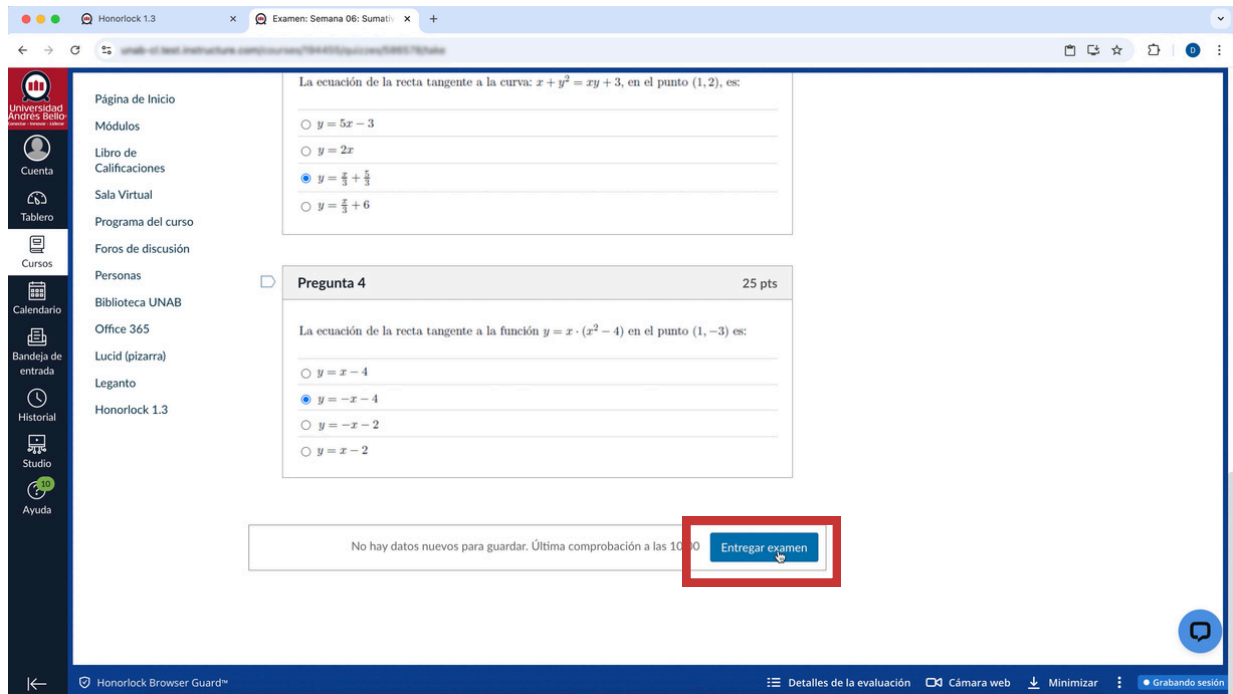 Honorlock 1.3
Examen: Semana 06: Sumativ
Universidad
Andrés Bello
Conectar - Innovar - Liderar
Cuenta
Tablero
Cursos
Calendario
Bandeja de
entrada
Historial
Studio
10
Ayuda
Página de Inicio
Módulos
Libro de
Calificaciones
Sala Virtual
Programa del curso
Foros de discusión
Personas
Biblioteca UNAB
Office 365
Lucid (pizarra)
Leganto
Honorlock 1.3
D
La ecuación de la recta tangente a la curva: x + y² = xy + 3, en el punto (1, 2), es:
y = 5x − 3
y = 2x
y = x/3 + 5/3
y = x/3 + 6
Pregunta 4 25 pts
La ecuación de la recta tangente a la función y = x · (x² − 4) en el punto (1, −3) es:
y = x − 4
y = −x − 4
y = −x − 2
y = x − 2
No hay datos nuevos para guardar. Última comprobación a las
Entregar examen
Honorlock Browser Guard™
Detalles de la evaluación Cámara web Minimizar Grabando sesión